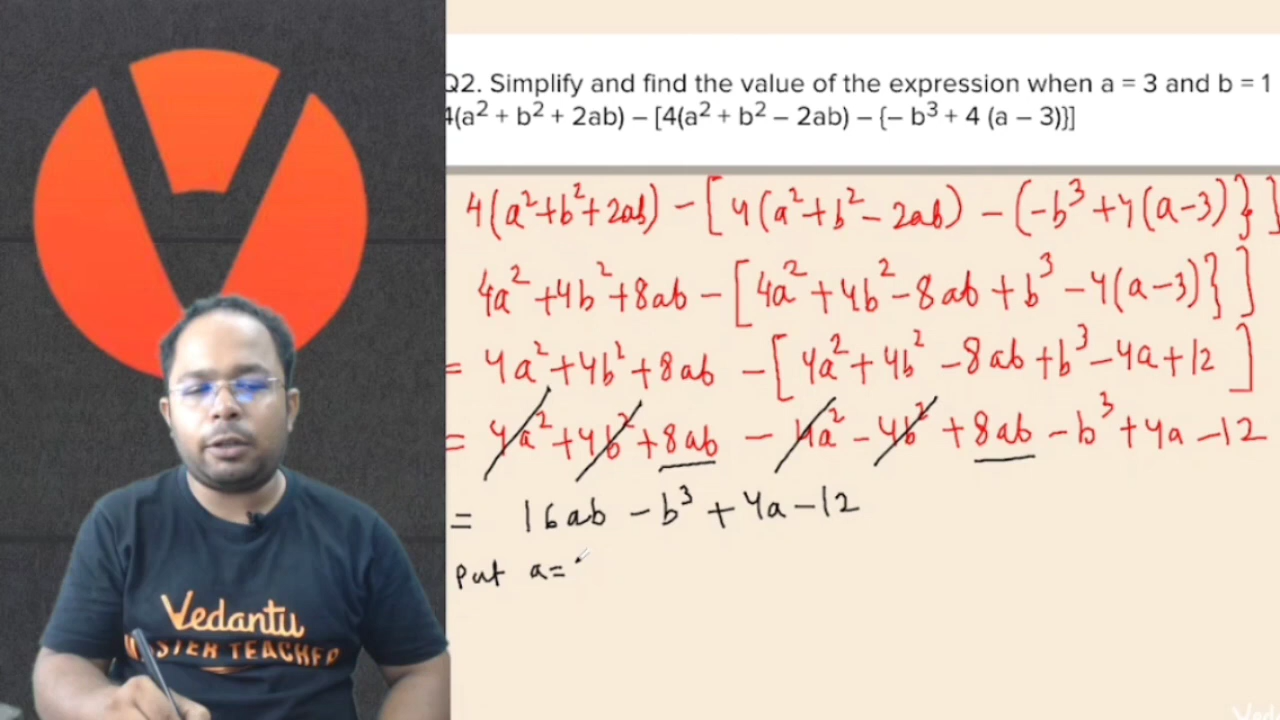 Q2. Simplify and find the value of the expression when a = 3 and b = 1
4(a² + b² + 2ab) – [4(a² + b² – 2ab) – {– b³ + 4 (a – 3)}]
4(a²+b²+2ab) - [4(a²+b²-2ab) - (-b³+4(a-3)}]
4a²+4b²+8ab - [4a²+4b²-8ab+b³-4(a-3)}]
= 4a²+4b²+8ab - [4a²+4b²-8ab+b³-4a+12]
= 4a²+4b²+8ab - 4a²-4b²+8ab-b³+4a-12
= 16ab - b³ + 4a - 12
Put a=
Vedantu
MASTER TEACHER
Ved